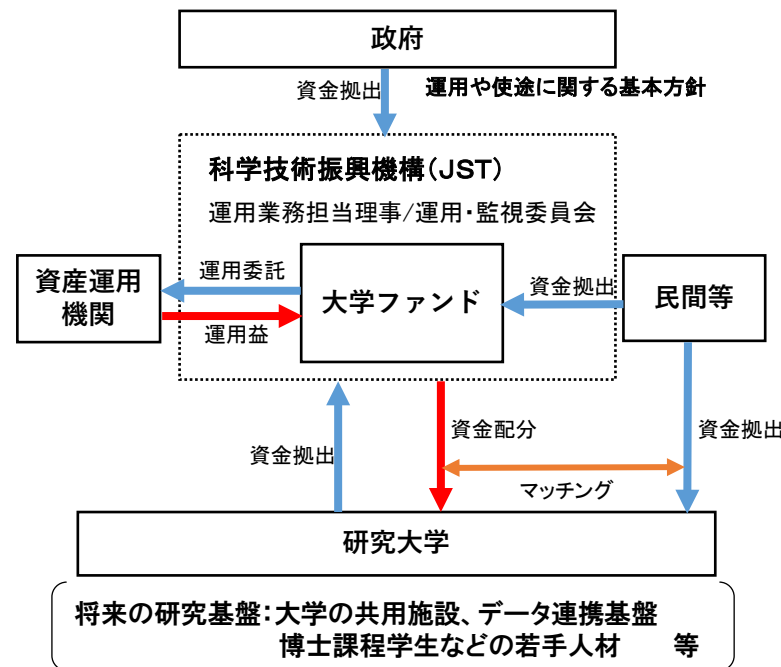 政府
資金拠出
運用や使途に関する基本方針
科学技術振興機構(JST)
運用業務担当理事/運用・監視委員会
資産運用
機関
運用委託
運用益
大学ファンド
資金拠出
民間等
資金拠出
資金配分
資金拠出
マッチング
研究大学
将来の研究基盤:大学の共用施設、データ連携基盤
博士課程学生などの若手人材 等